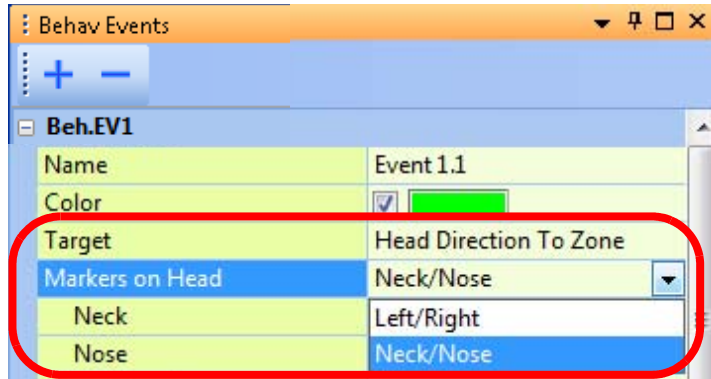 Behav Events
Beh.EV1
Name Event 1.1
Color
Target Head Direction To Zone
Markers on Head Neck/Nose
Neck Left/Right
Nose Neck/Nose